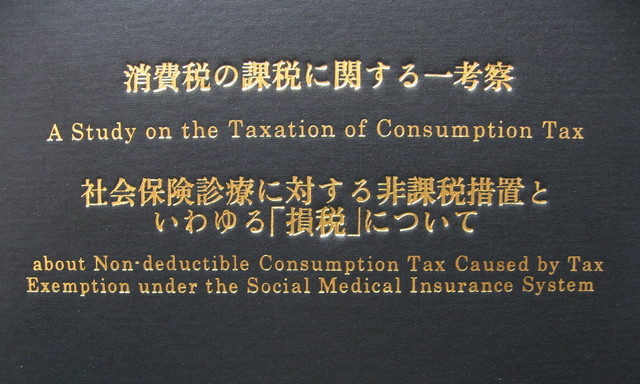 消費税の課税に関する一考察
A Study on the Taxation of Consumption Tax
社会保険診療に対する非課税措置と
いわゆる「損税」について
about Non-deductible Consumption Tax Caused by Tax
Exemption under the Social Medical Insurance System